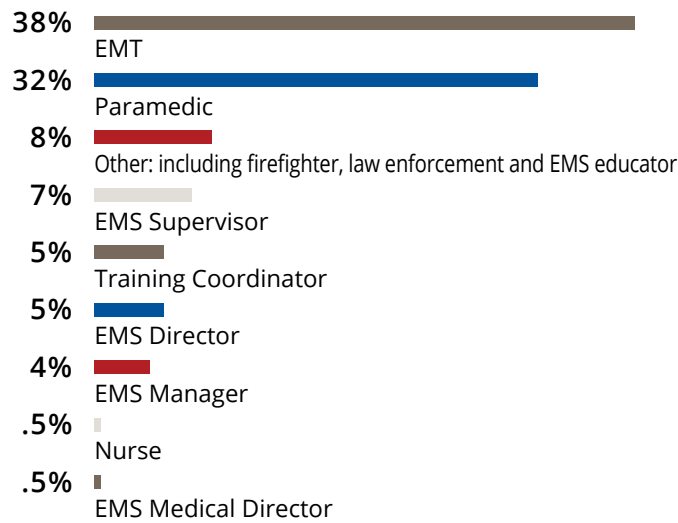 38%
EMT
32%
Paramedic
8%
Other: including firefighter, law enforcement and EMS educator
7%
EMS Supervisor
5%
Training Coordinator
5%
EMS Director
4%
EMS Manager
.5%
Nurse
.5%
EMS Medical Director